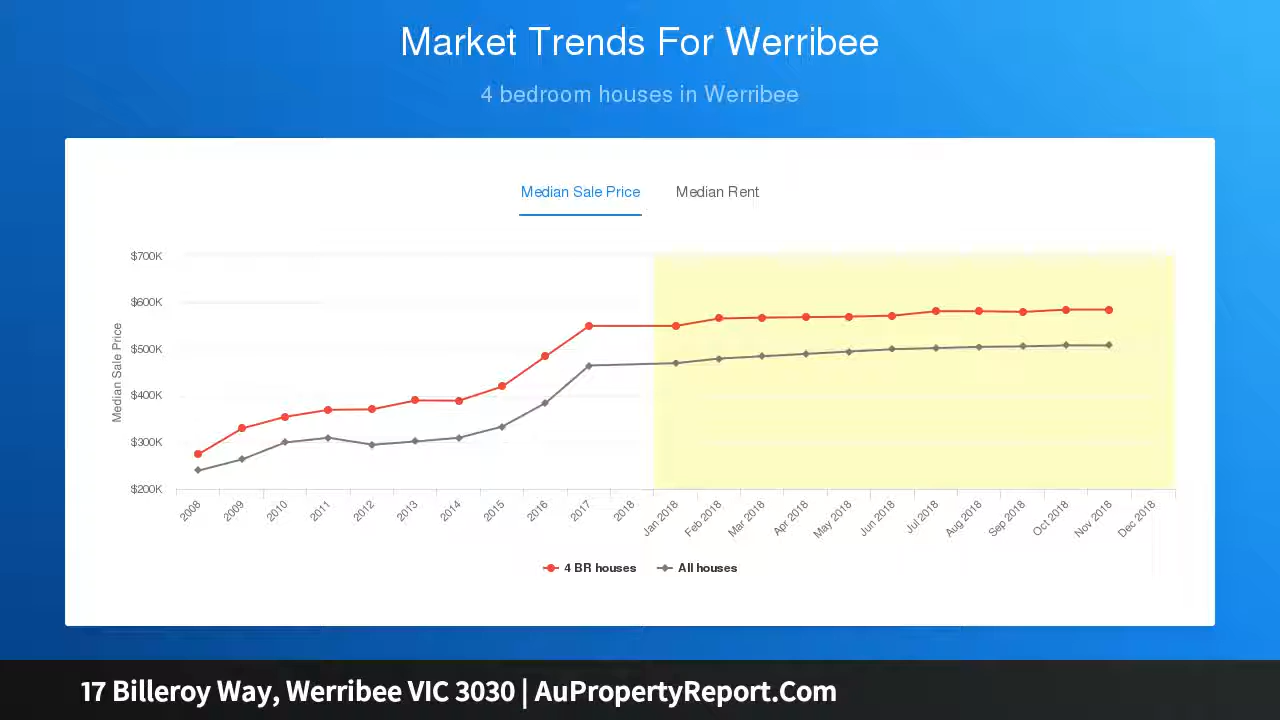 Market Trends For Werribee
4 bedroom houses in Werribee
Median Sale Price Median Rent
$700K
$600K
$500K
$400K
$300K
$200K
Median Sale Price
2008 2009 2010 2011 2012 2013 2014 2015 2016 2017 2018 Jan 2018 Feb 2018 Mar 2018 Apr 2018 May 2018 Jun 2018 Jul 2018 Aug 2018 Sep 2018 Oct 2018 Nov 2018 Dec 2018
4 BR houses All houses
17 Billeroy Way, Werribee VIC 3030 | AuPropertyReport.Com